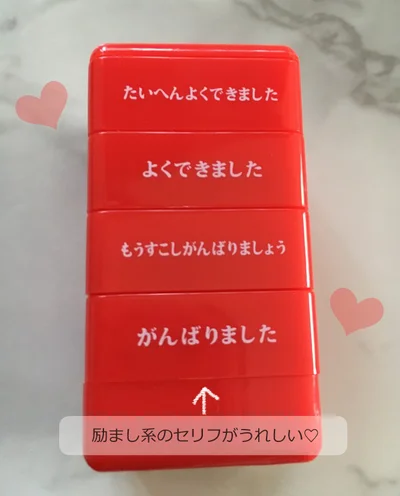 たいへんよくできました
よくできました
もうすこしがんばりましょう
がんばりました
励まし系のセリフがうれしい♡